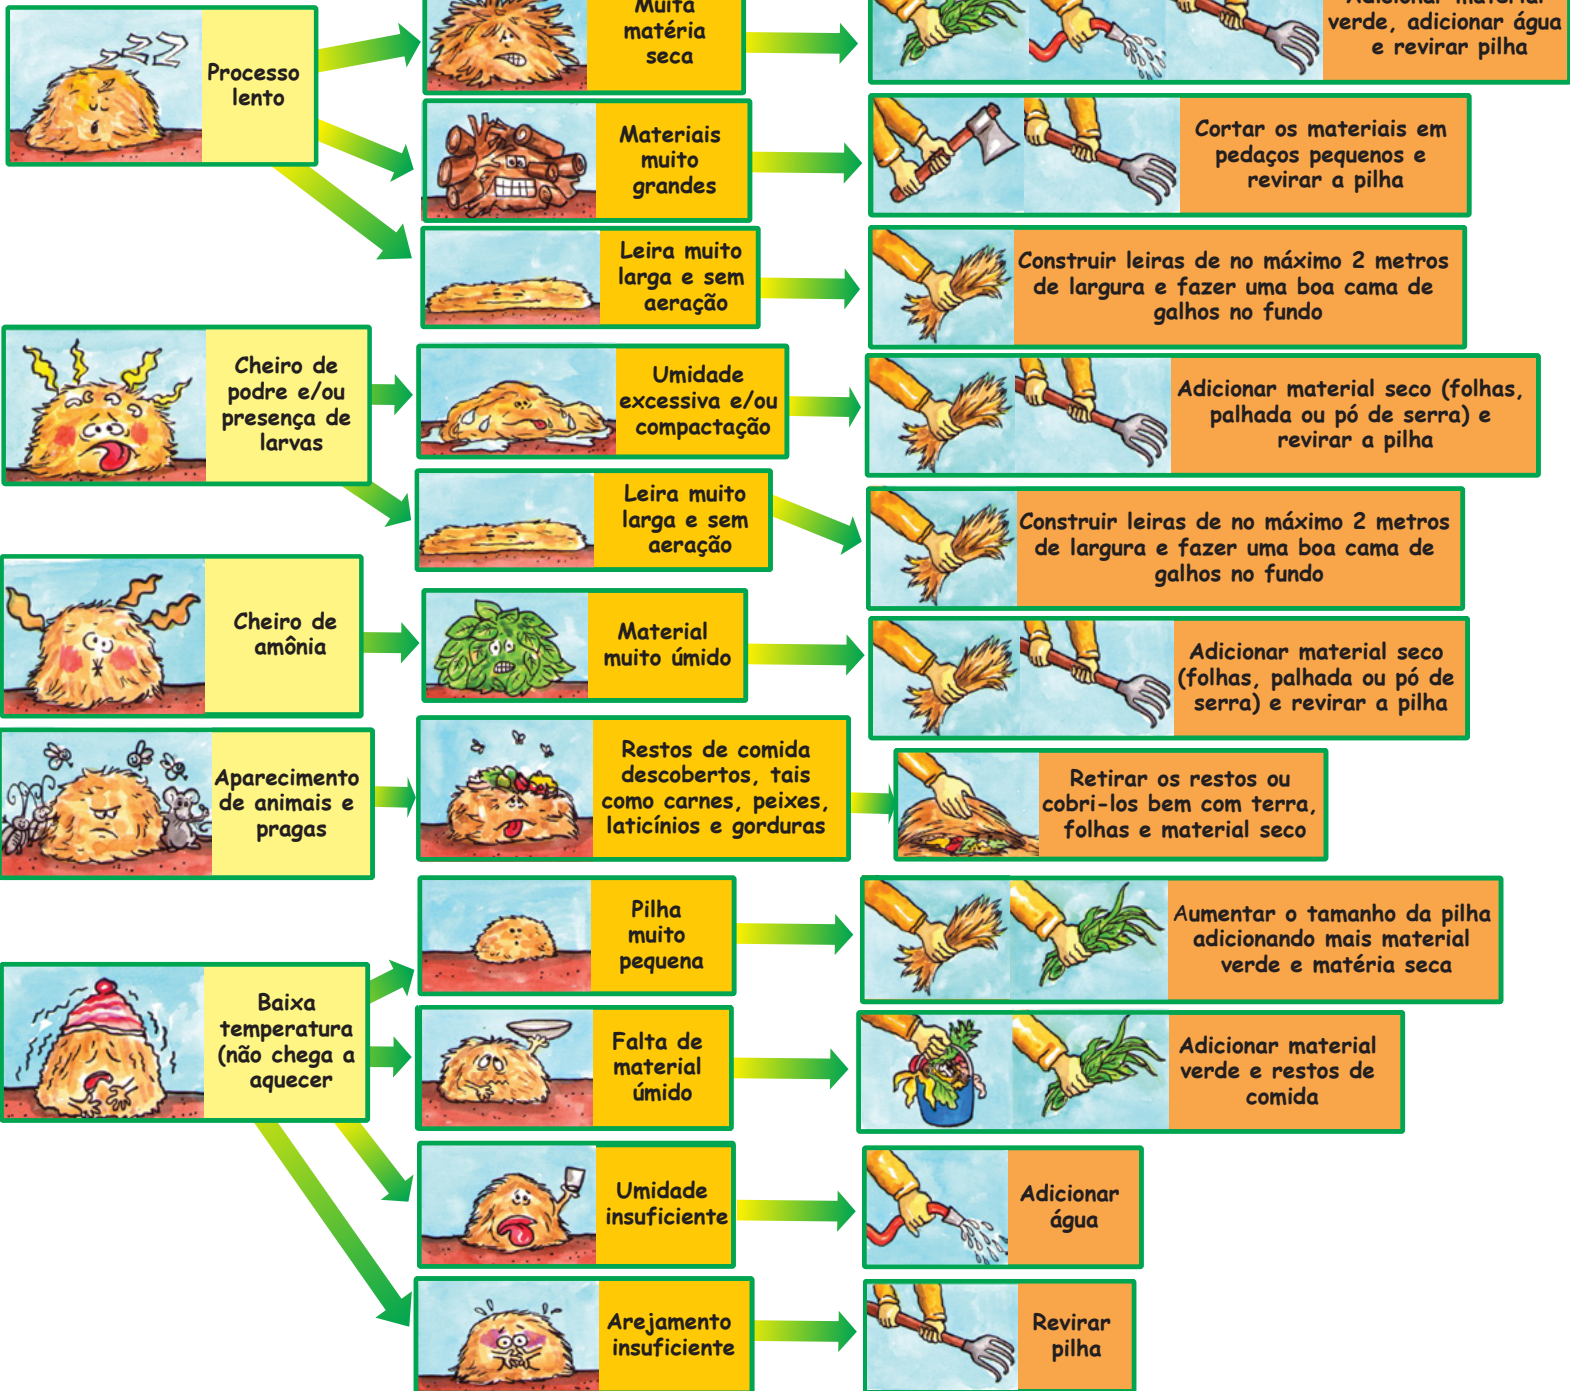 Processo
lento
Muita
matéria
seca
Adicionar material
verde, adicionar água
e revirar pilha
Materiais
muito
grandes
Cortar os materiais em
pedaços pequenos e
revirar a pilha
Leira muito
larga e sem
aeração
Construir leiras de no máximo 2 metros
de largura e fazer uma boa cama de
galhos no fundo
Cheiro de
podre e/ou
presença de
larvas
Umidade
excessiva e/ou
compactação
Adicionar material seco (folhas,
palhada ou pó de serra) e
revirar a pilha
Leira muito
larga e sem
aeração
Construir leiras de no máximo 2 metros
de largura e fazer uma boa cama de
galhos no fundo
Cheiro de
amônia
Material
muito úmido
Adicionar material seco
(folhas, palhada ou pó de
serra) e revirar a pilha
Aparecimento
de animais e
pragas
Restos de comida
descobertos, tais
como carnes, peixes,
laticínios e gorduras
Retirar os restos ou
cobri-los bem com terra,
folhas e material seco
Baixa
temperatura
(não chega a
aquecer
Pilha
muito
pequena
Aumentar o tamanho da pilha
adicionando mais material
verde e matéria seca
Falta de
material
úmido
Adicionar material
verde e restos de
comida
Umidade
insuficiente
Adicionar
água
Arejamento
insuficiente
Revirar
pilha
zZZ